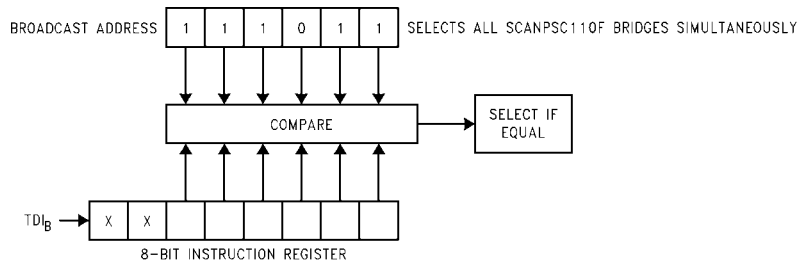 BROADCAST ADDRESS 1 1 1 0 1 1 SELECTS ALL SCANPSC110F BRIDGES SIMULTANEOUSLY
COMPARE
SELECT IF
EQUAL
TDIB X X
8-BIT INSTRUCTION REGISTER